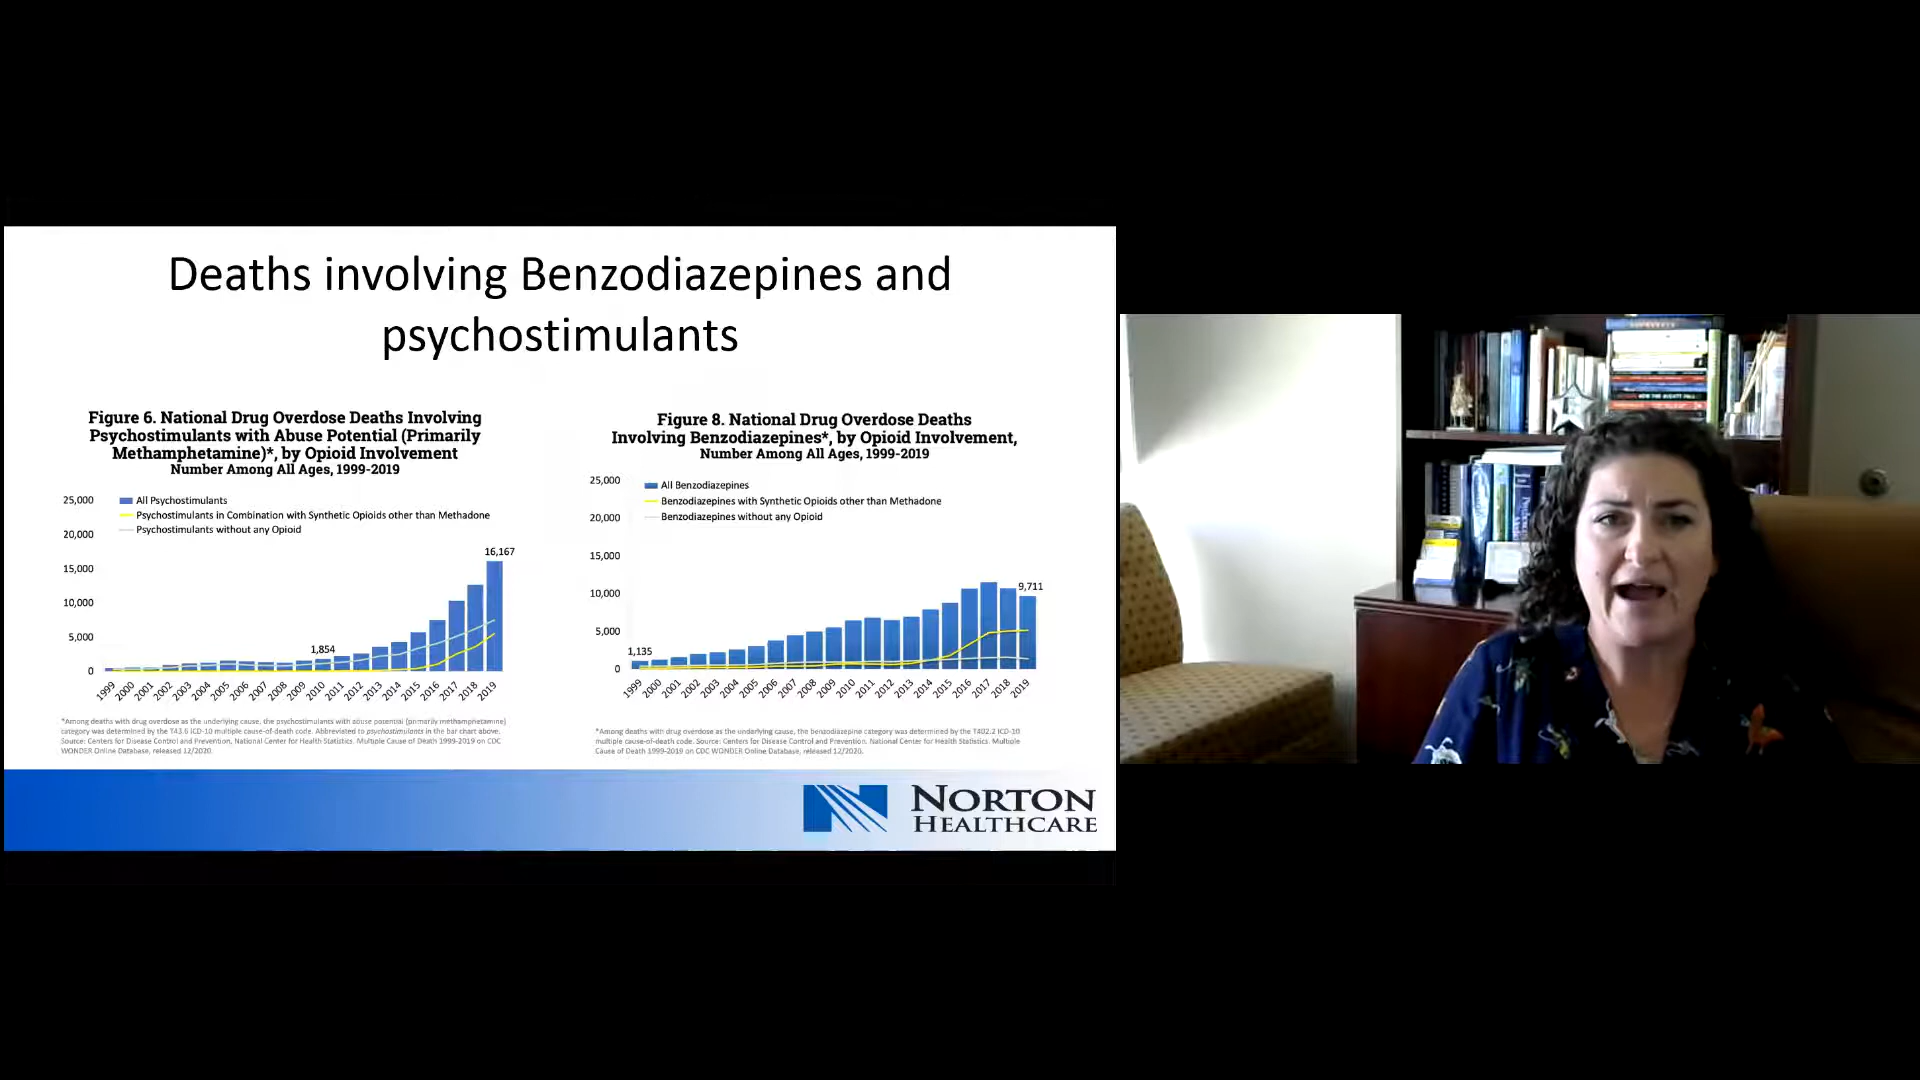 Deaths involving Benzodiazepines and
psychostimulants
Figure 6. National Drug Overdose Deaths Involving
Psychostimulants with Abuse Potential (Primarily
Methamphetamine)*, by Opioid Involvement
Number Among All Ages, 1999-2019
25,000
20,000
15,000
10,000
5,000
0
All Psychostimulants
Psychostimulants in Combination with Synthetic Opioids other than Methadone
Psychostimulants without any Opioid
16,167
1,854
1999 2000 2001 2002 2003 2004 2005 2006 2007 2008 2009 2010 2011 2012 2013 2014 2015 2016 2017 2018 2019
*Among deaths with drug overdose as the underlying cause, the psychostimulants with abuse potential (primarily methamphetamine)
category was determined by the T43.6 ICD-10 multiple cause-of-death code. Abbreviated to psychostimulants in the bar chart above.
Source: Centers for Disease Control and Prevention, National Center for Health Statistics. Multiple Cause of Death 1999-2019 on CDC
WONDER Online Database, released 12/2020.
Figure 8. National Drug Overdose Deaths
Involving Benzodiazepines*, by Opioid Involvement,
Number Among All Ages, 1999-2019
25,000
20,000
15,000
10,000
5,000
0
All Benzodiazepines
Benzodiazepines with Synthetic Opioids other than Methadone
Benzodiazepines without any Opioid
1,135
9,711
1999 2000 2001 2002 2003 2004 2005 2006 2007 2008 2009 2010 2011 2012 2013 2014 2015 2016 2017 2018 2019
*Among deaths with drug overdose as the underlying cause, the benzodiazepine category was determined by the T402.2 ICD-10
multiple cause-of-death code. Source: Centers for Disease Control and Prevention, National Center for Health Statistics. Multiple
Cause of Death 1999-2019 on CDC WONDER Online Database, released 12/2020.
NORTON
HEALTHCARE
HOW THE MIGHTY FALL